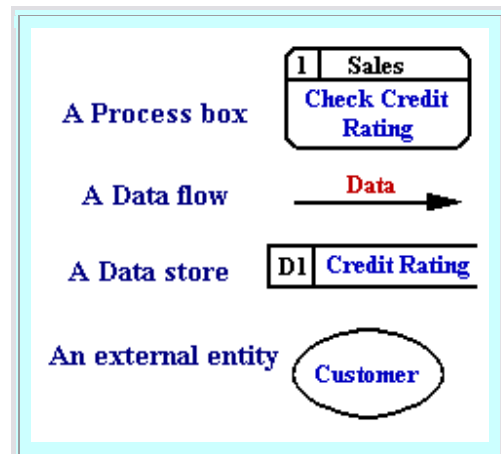 1 Sales
A Process box
Check Credit
Rating
Data
A Data flow
A Data store
D1 Credit Rating
An external entity
Customer